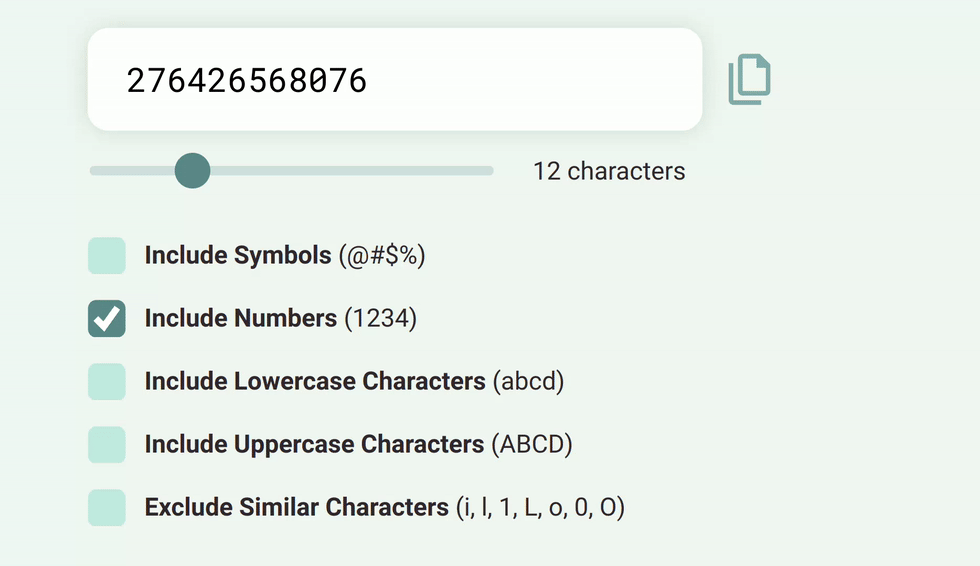 276426568076
12 characters
Include Symbols (@#$%)
Include Numbers (1234)
Include Lowercase Characters (abcd)
Include Uppercase Characters (ABCD)
Exclude Similar Characters (i, l, 1, L, o, 0, O)